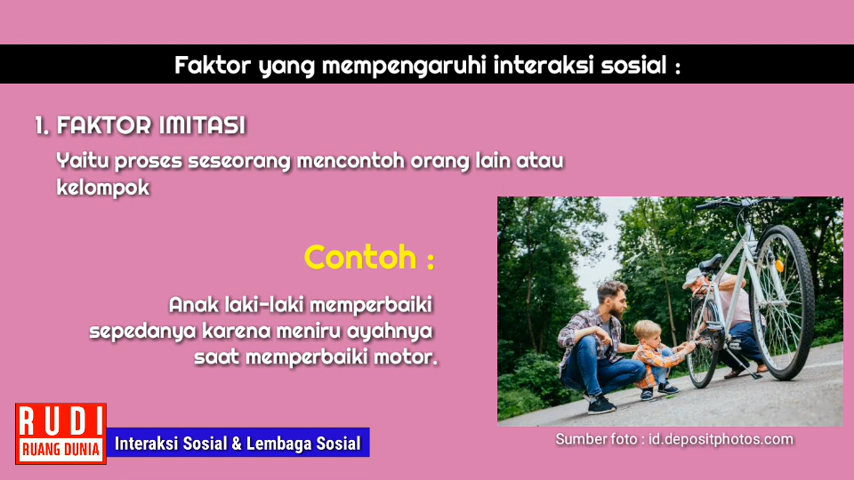 Faktor yang mempengaruhi interaksi sosial :
1. FAKTOR IMITASI
Yaitu proses seseorang mencontoh orang lain atau
kelompok
Contoh :
Anak laki-laki memperbaiki
sepedanya karena meniru ayahnya
saat memperbaiki motor.
Sumber foto : id.depositphotos.com
RUDI
RUANG DUNIA
Interaksi Sosial & Lembaga Sosial